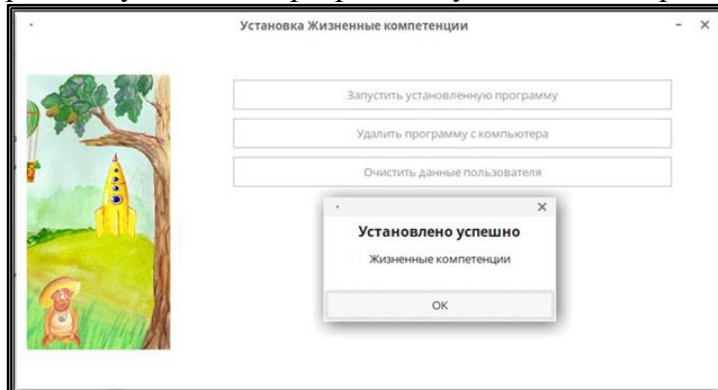 Установка Жизненные компетенции
Запустить установленную программу
Удалить программу с компьютера
Очистить данные пользователя
Установлено успешно
Жизненные компетенции
OK